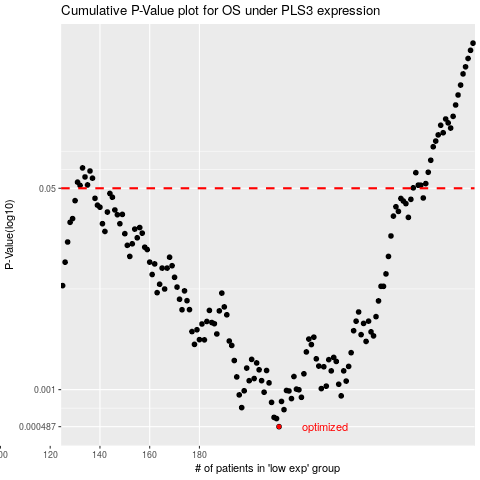 Cumulative P-Value plot for OS under PLS3 expression
P-Value(log10)
0.05
0.001
0.000487
optimized
00 120 140 160 180
# of patients in 'low exp' group